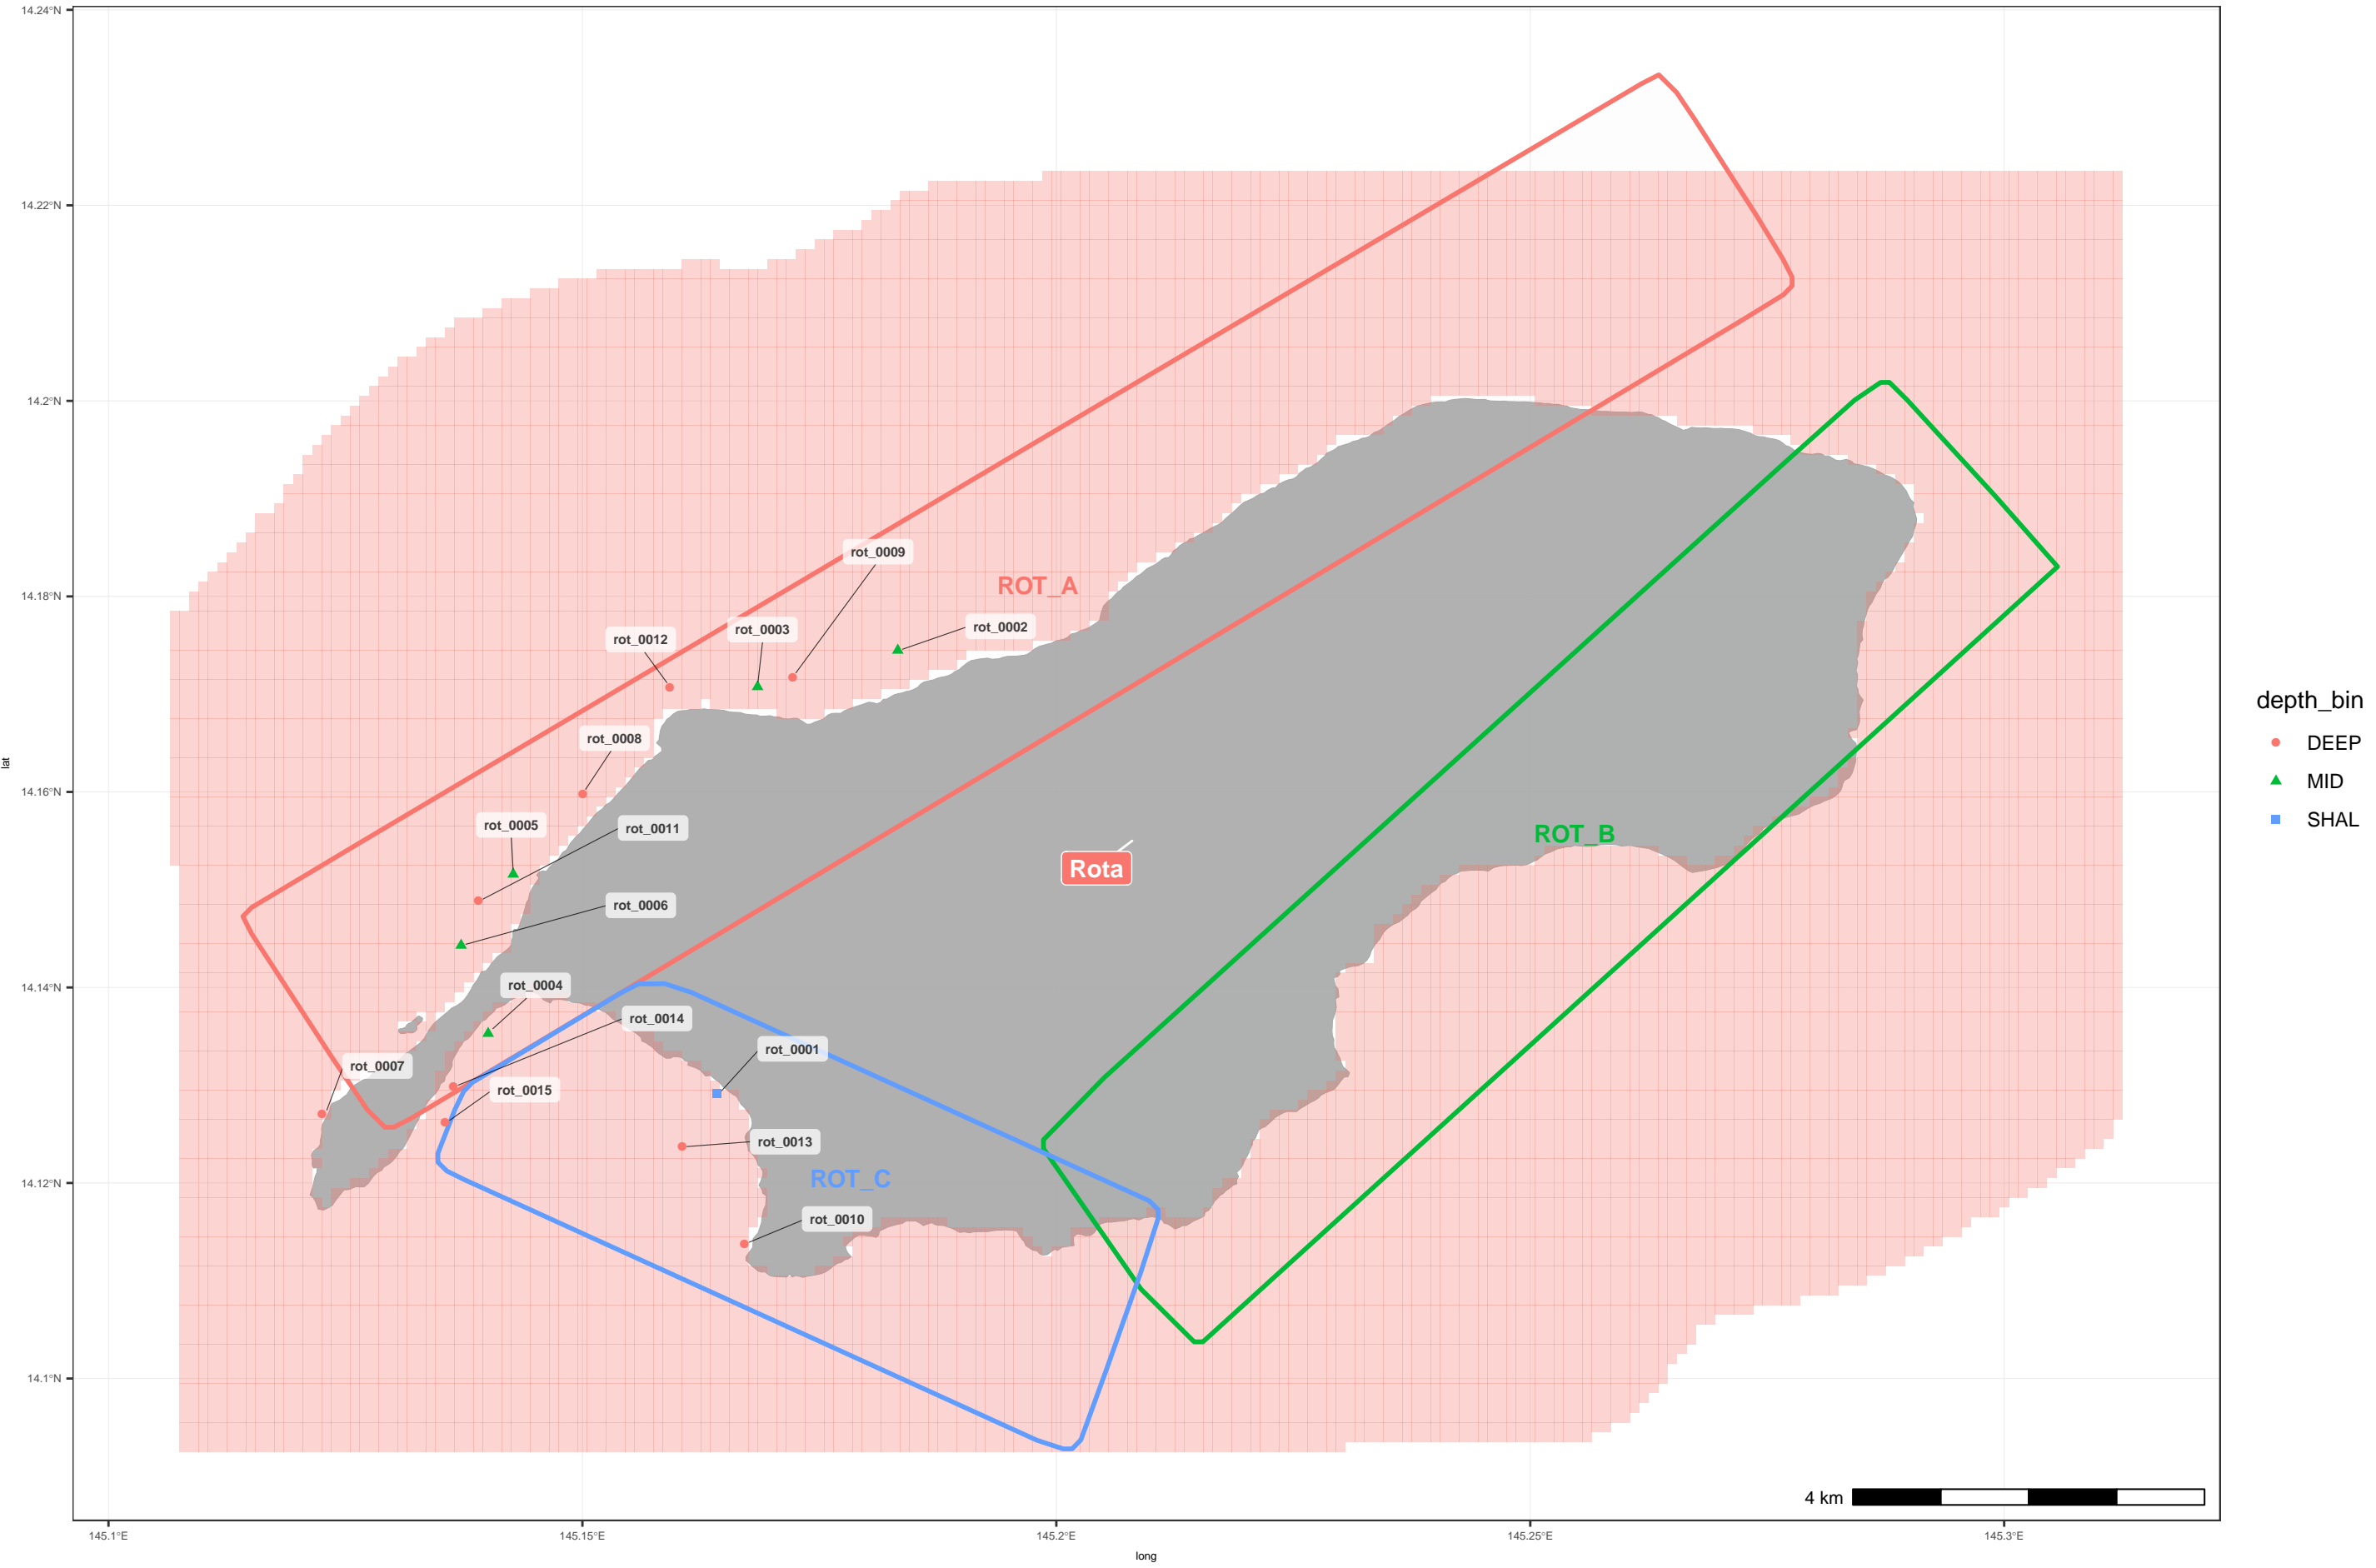 14.24°N
14.22°N
14.2°N
14.18°N
14.16°N
14.14°N
14.12°N
14.1°N
lat
rot_0009
ROT_A
rot_0002
rot_0003
rot_0012
rot_0008
rot_0005
rot_0011
ROT_B
Rota
rot_0006
rot_0004
rot_0014
rot_0001
rot_0007
rot_0015
rot_0013
ROT_C
rot_0010
depth_bin
DEEP
MID
SHAL
4 km
145.1°E
145.15°E
145.2°E
145.25°E
145.3°E
long